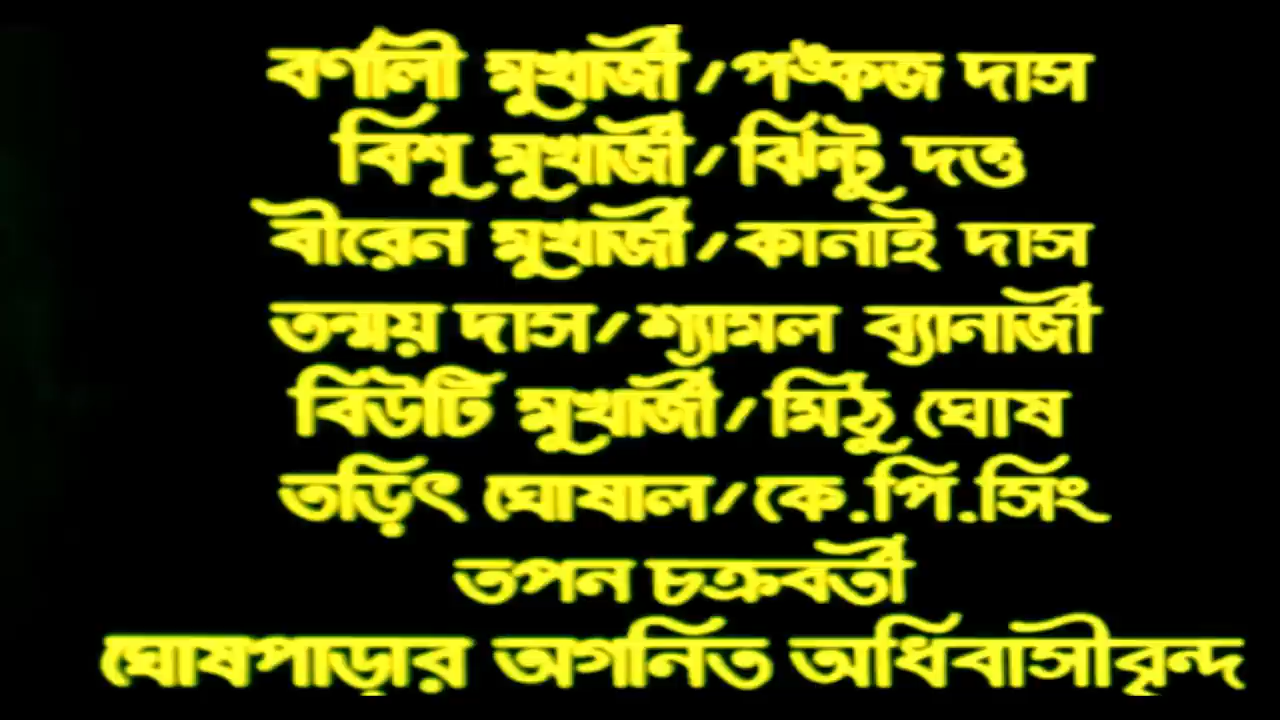 বর্ণালী মুখার্জী / পঙ্কজ দাস
বিশু মুখার্জী / ঝিন্টু দত্ত
বীরেন মুখার্জী / কানাই দাস
তন্ময় দাস / শ্যামল ব্যানার্জী
বিউটি মুখার্জী / মিঠু ঘোষ
তড়িৎ ঘোষাল / কে.পি.সিং
তপন চক্রবর্তী
ঘোষপাড়ার অগনিত অধিবাসীবৃন্দ